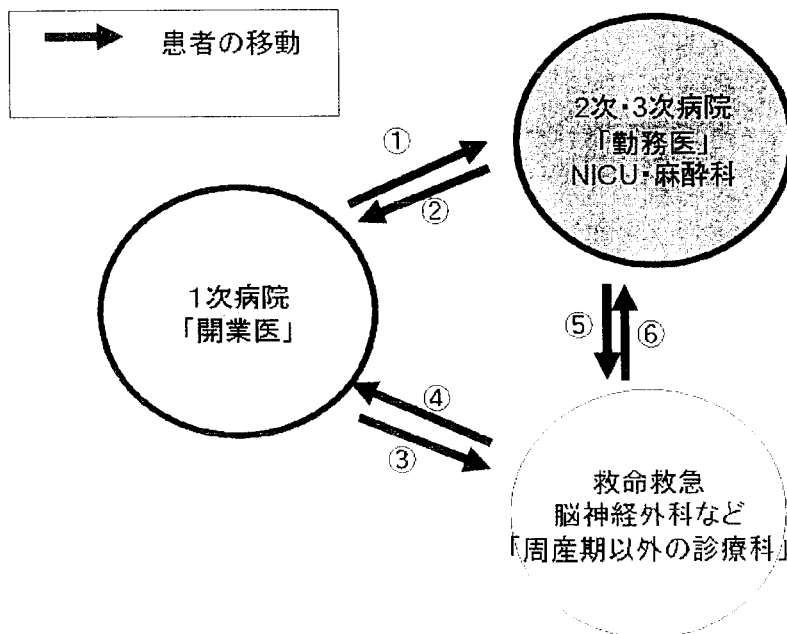 患者の移動
2次・3次病院
「勤務医」
NICU・麻酔科
①
②
1次病院
「開業医」
⑤
⑥
④
③
救命救急
脳神経外科など
「周産期以外の診療科」